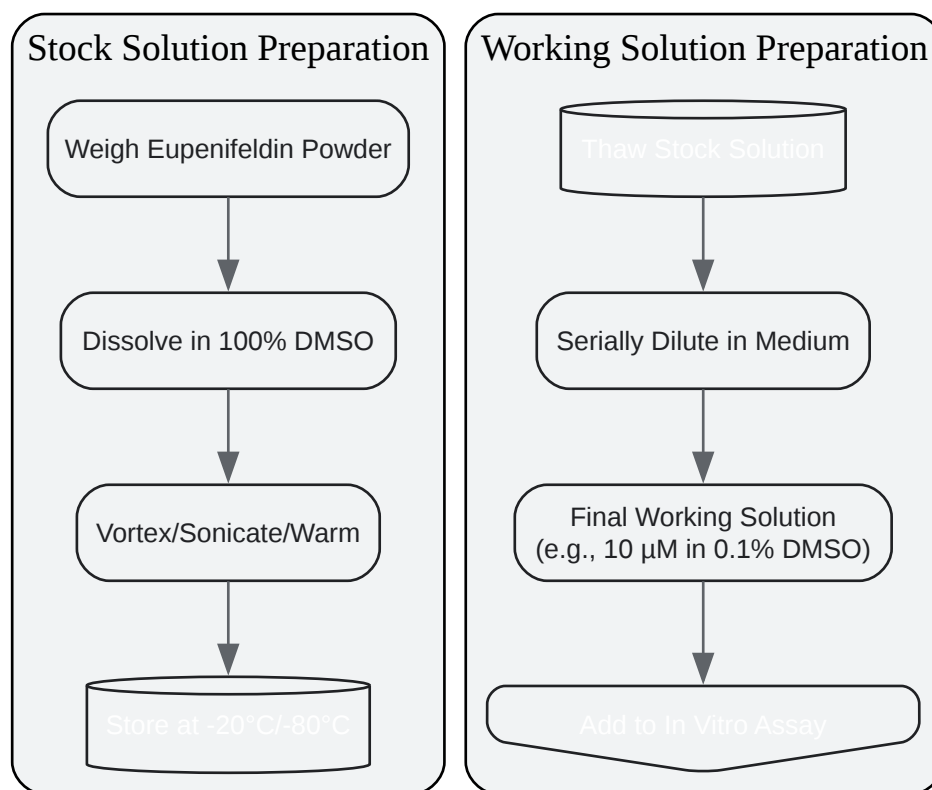 Stock Solution Preparation
Weigh Eupenifeldin Powder
Dissolve in 100% DMSO
Vortex/Sonicate/Warm
Store at -20°C/-80°C
Working Solution Preparation
Thaw Stock Solution
Serially Dilute in Medium
Final Working Solution
(e.g., 10 µM in 0.1% DMSO)
Add to In Vitro Assay